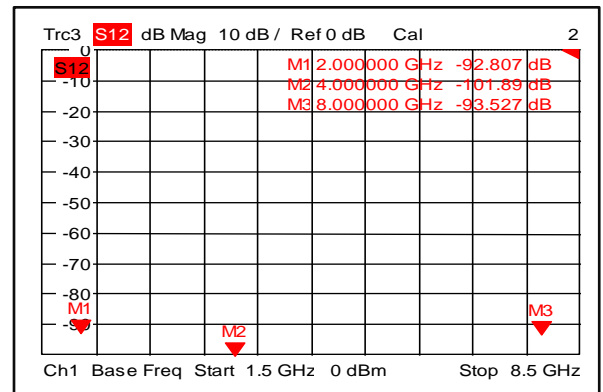 Trc3 S12 dB Mag 10 dB / Ref 0 dB Cal 2
0
S12
M1 2.000000 GHz -92.807 dB
-10
M2 4.000000 GHz -101.89 dB
M3 8.000000 GHz -93.527 dB
-20
-30
-40
-50
-60
-70
-80
M1
M3
-90
M2
Ch1 Base Freq Start 1.5 GHz 0 dBm Stop 8.5 GHz